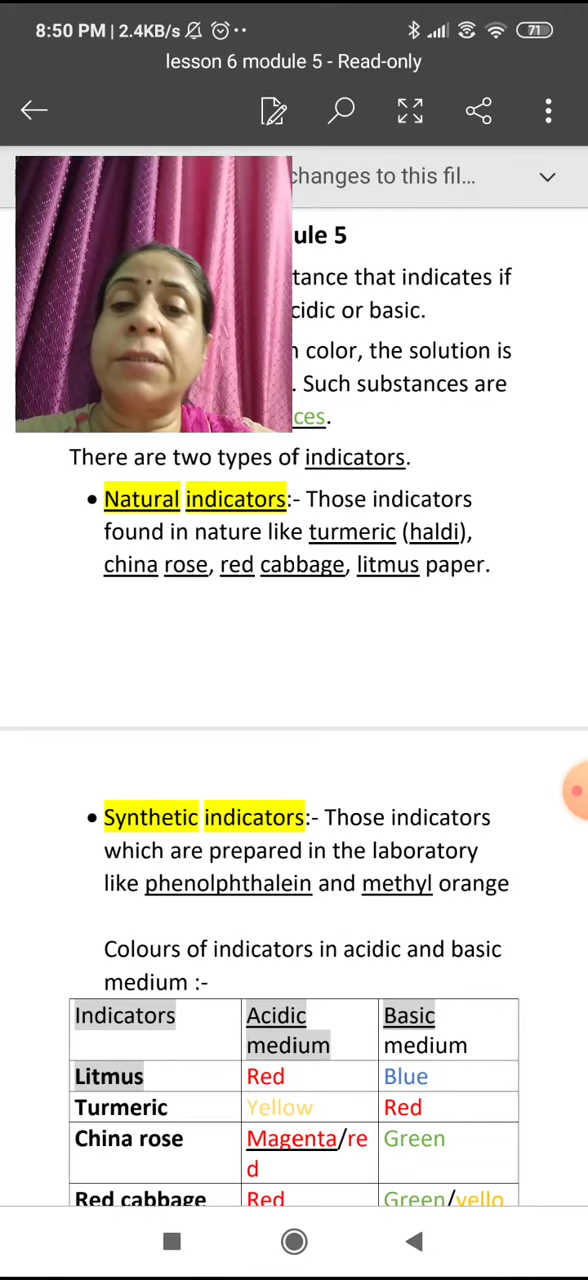 8:50 PM | 2.4KB/s
71
lesson 6 module 5 - Read-only
changes to this fil...
ule 5
tance that indicates if
cidic or basic.
n color, the solution is
. Such substances are
ces.
There are two types of indicators.
• Natural indicators:- Those indicators
found in nature like turmeric (haldi),
china rose, red cabbage, litmus paper.
• Synthetic indicators:- Those indicators
which are prepared in the laboratory
like phenolphthalein and methyl orange
Colours of indicators in acidic and basic
medium :-
Indicators Acidic medium Basic medium
Litmus Red Blue
Turmeric Yellow Red
China rose Magenta/red Green
Red cabbage Red Green/yello